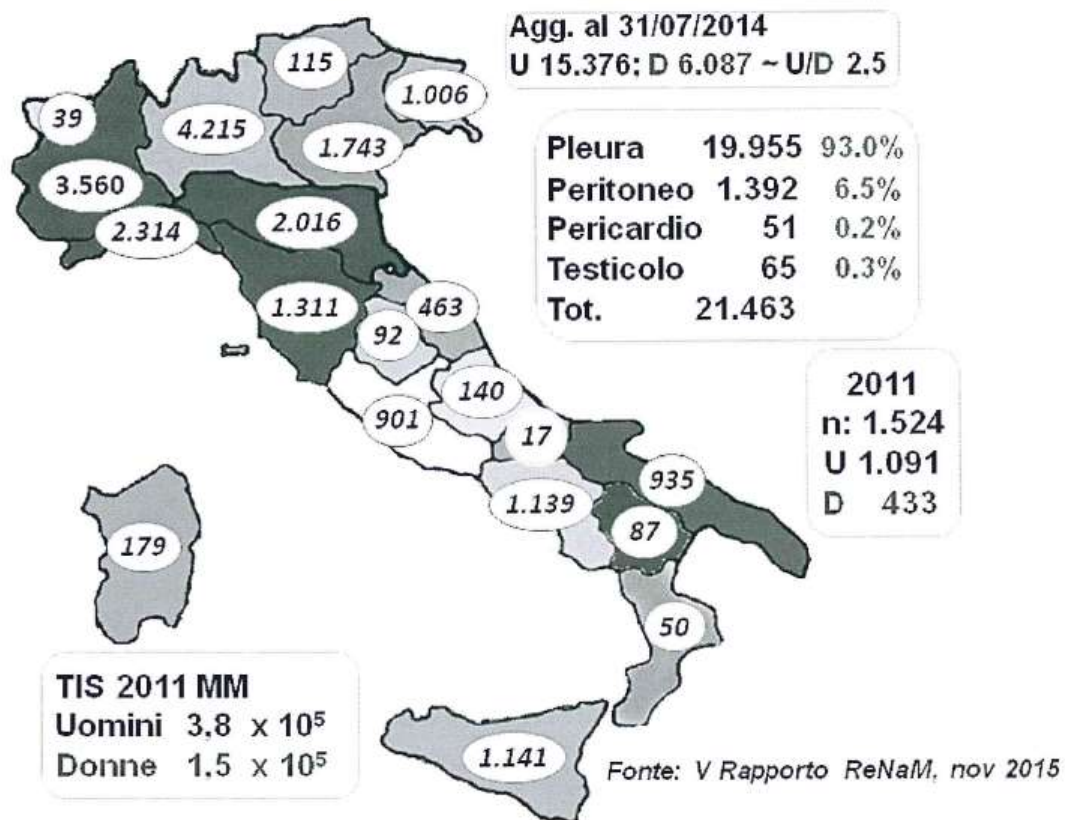 Agg. al 31/07/2014
U 15.376; D 6.087 ~ U/D 2.5
115
1.006
39
4.215
1.743
3.560
2.314
2.016
1.311
463
92
140
901
17
935
1.139
87
179
50
1.141
Pleura 19.955 93.0%
Peritoneo 1.392 6.5%
Pericardio 51 0.2%
Testicolo 65 0.3%
Tot. 21.463
2011
n: 1.524
U 1.091
D 433
TIS 2011 MM
Uomini 3,8 x 10⁵
Donne 1.5 x 10⁵
Fonte: V Rapporto ReNaM, nov 2015